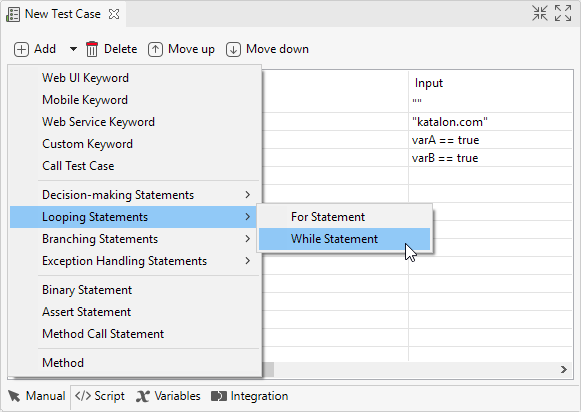 New Test Case
Add Delete Move up Move down
Web UI Keyword
Mobile Keyword
Web Service Keyword
Custom Keyword
Call Test Case
Decision-making Statements
Looping Statements
Branching Statements
Exception Handling Statements
Binary Statement
Assert Statement
Method Call Statement
Method
For Statement
While Statement
Input
""
"katalon.com"
varA == true
varB == true
Manual </> Script Variables Integration